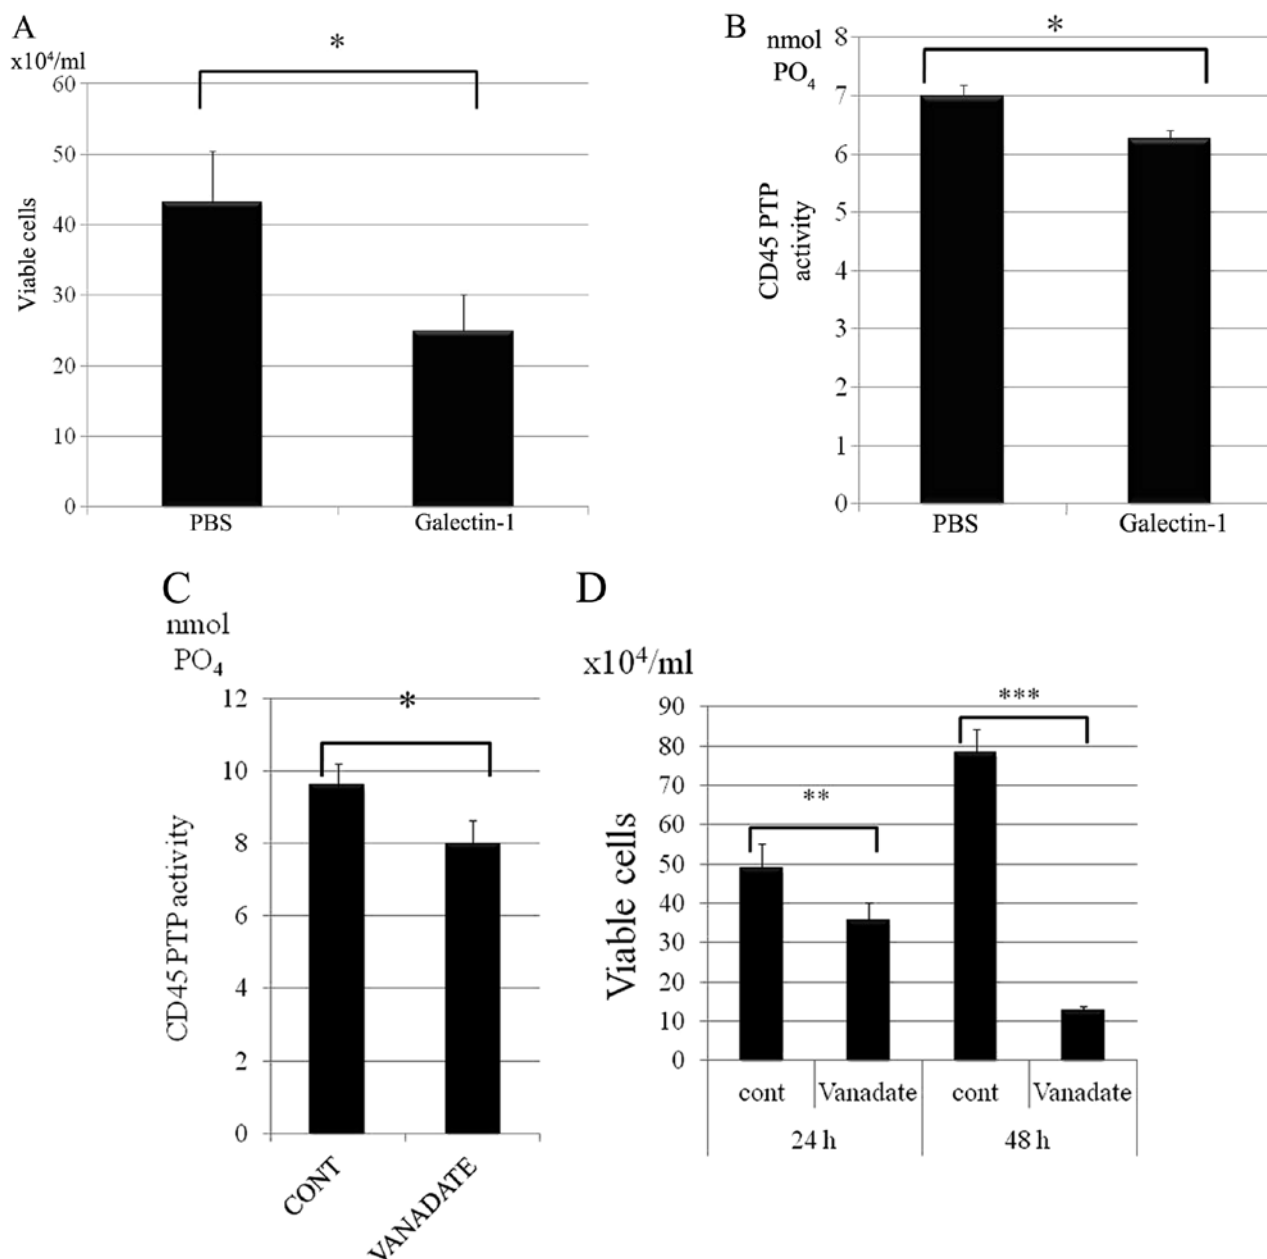 A
x10⁴/ml
*
60
50
40
30
20
10
0
Viable cells
PBS Galectin-1
B
nmol
PO₄
*
8
7
6
5
4
3
2
1
0
CD45 PTP
activity
PBS Galectin-1
C
nmol
PO₄
*
12
10
8
6
4
2
0
CD45 PTP activity
CONT VANADATE
D
x10⁴/ml
***
**
90
80
70
60
50
40
30
20
10
0
Viable cells
cont Vanadate cont Vanadate
24 h 48 h